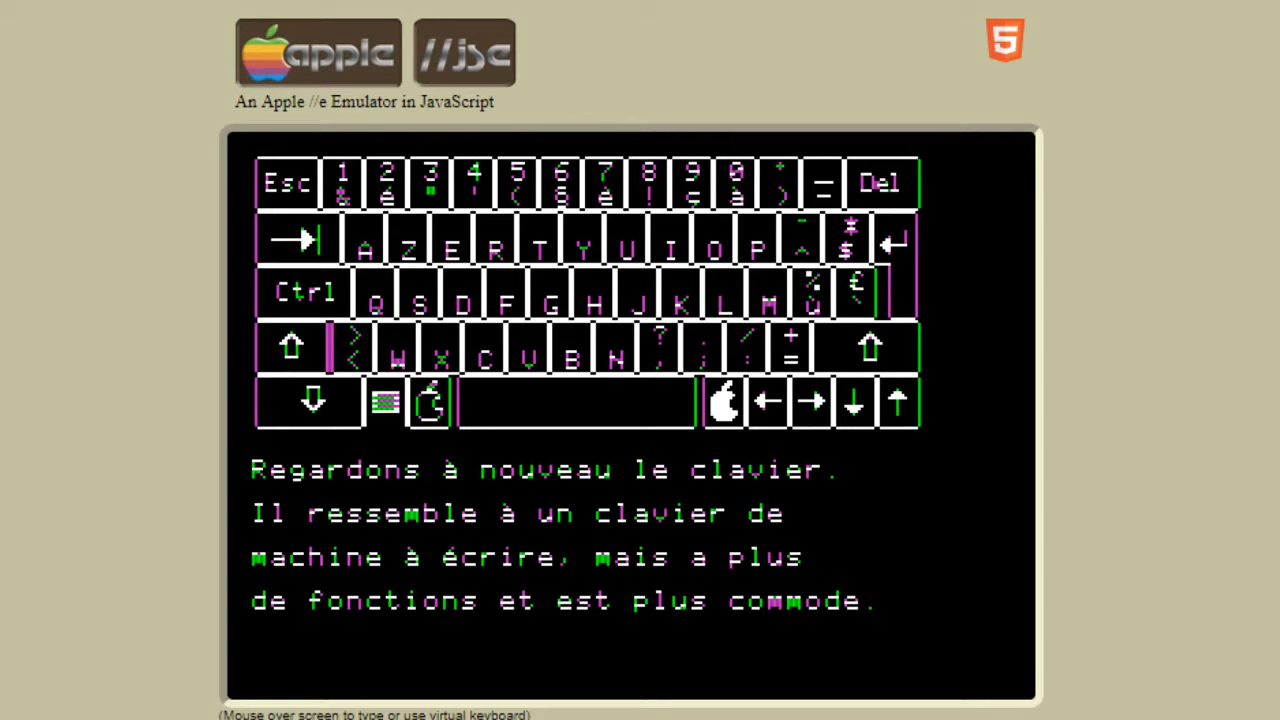 apple //jse
5
An Apple //e Emulator in JavaScript
Esc 1 & 2 é 3 " 4 ' 5 ( 6 § 7 è 8 ! 9 ç 0 à ° ) _ - Del
A Z E R T Y U I O P ¨ ^ * $
Ctrl Q S D F G H J K L M % ù € `
> < W X C V B N ? , . ; / : + =
Regardons à nouveau le clavier.
Il ressemble à un clavier de
machine à écrire, mais a plus
de fonctions et est plus commode.
(Mouse over screen to type or use virtual keyboard)